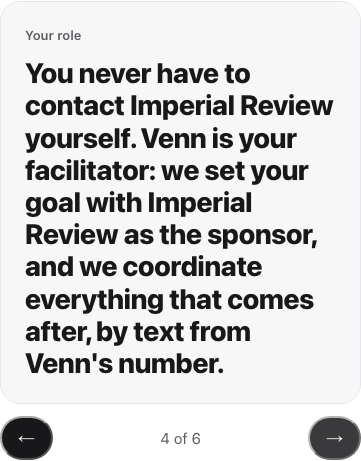 Your role
You never have to
contact Imperial Review
yourself. Venn is your
facilitator: we set your
goal with Imperial
Review as the sponsor,
and we coordinate
everything that comes
after, by text from
Venn's number.
← 4 of 6 →